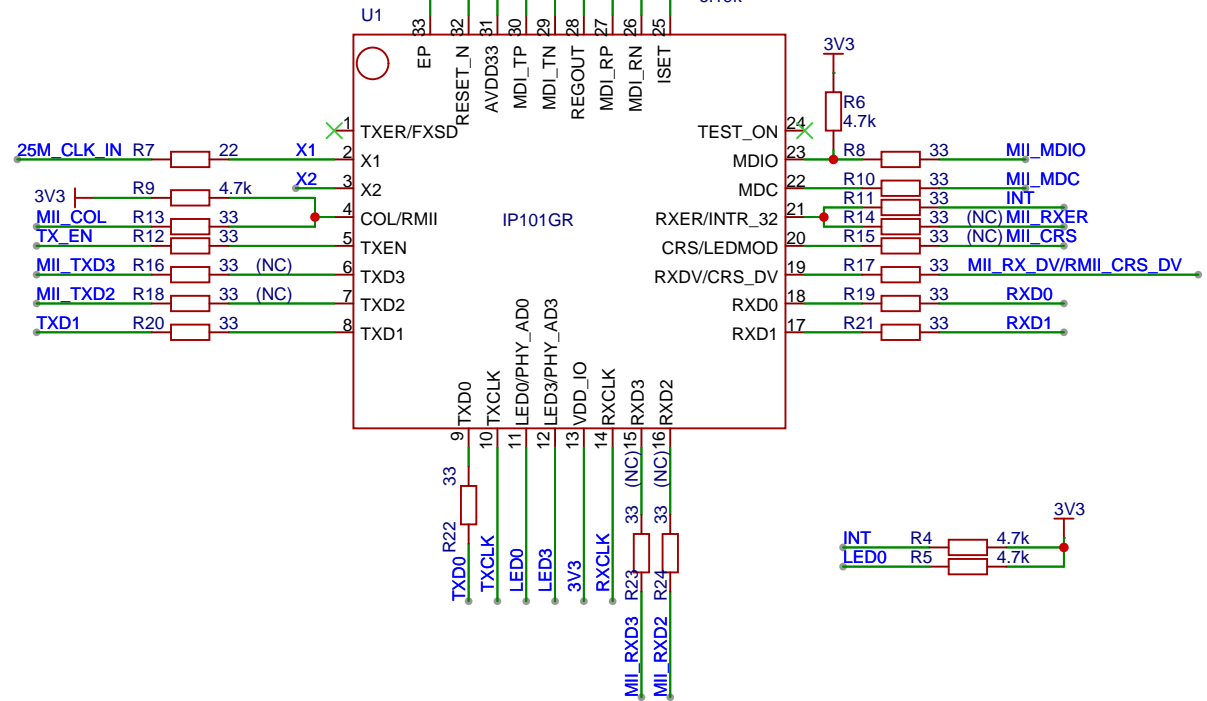 U1
33 32 31 30 29 28 27 26 25
EP RESET_N AVDD33 MDI_TP MDI_TN REGOUT MDI_RP MDI_RN ISET
3V3
R6
4.7k
1 TXER/FXSD TEST_ON 24
25M_CLK_IN R7 22 X1 2 X1 MDIO 23 R8 33 MII_MDIO
X2 3 X2 MDC 22 R10 33 MII_MDC
3V3 R9 4.7k R11 33 INT
MII_COL R13 33 4 COL/RMII IP101GR RXER/INTR_32 21 R14 33 (NC) MII_RXER
TX_EN R12 33 5 TXEN CRS/LEDMOD 20 R15 33 (NC) MII_CRS
MII_TXD3 R16 33 (NC) 6 TXD3 RXDV/CRS_DV 19 R17 33 MII_RX_DV/RMII_CRS_DV
MII_TXD2 R18 33 (NC) 7 TXD2 RXD0 18 R19 33 RXD0
TXD1 R20 33 8 TXD1 RXD1 17 R21 33 RXD1
TXD0 TXCLK LED0/PHY_AD0 LED3/PHY_AD3 VDD_IO RXCLK RXD3 RXD2
9 10 11 12 13 14 15 16
33 (NC) (NC)
33 33
R22 R23 R24
TXD0 TXCLK LED0 LED3 3V3 RXCLK MII_RXD3 MII_RXD2
3V3
INT R4 4.7k
LED0 R5 4.7k